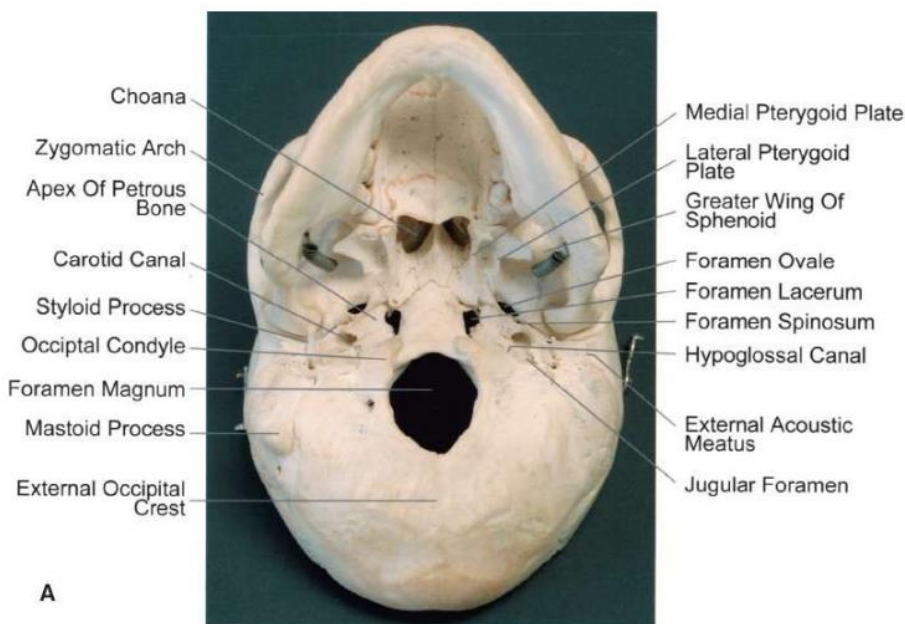 Choana
Zygomatic Arch
Apex Of Petrous
Bone
Carotid Canal
Styloid Process
Occiptal Condyle
Foramen Magnum
Mastoid Process
External Occipital
Crest
A
Medial Pterygoid Plate
Lateral Pterygoid
Plate
Greater Wing Of
Sphenoid
Foramen Ovale
Foramen Lacerum
Foramen Spinosum
Hypoglossal Canal
External Acoustic
Meatus
Jugular Foramen